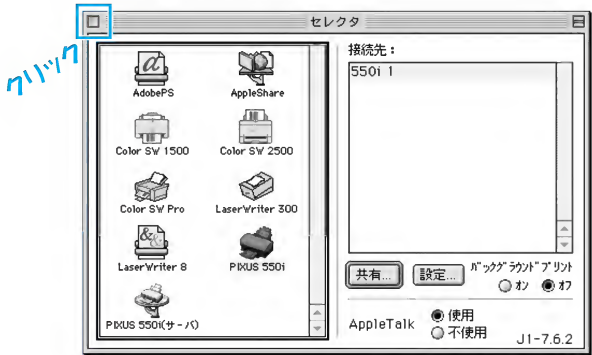 セレクタ
クリック
AdobePS
AppleShare
Color SW 1500
Color SW 2500
Color SW Pro
LaserWriter 300
LaserWriter 8
PIXUS 550i
PIXUS 550i(サーバ)
接続先：
550i 1
共有...
設定...
バックグラウンドプリント
オン
オフ
AppleTalk
使用
不使用
J1-7.6.2